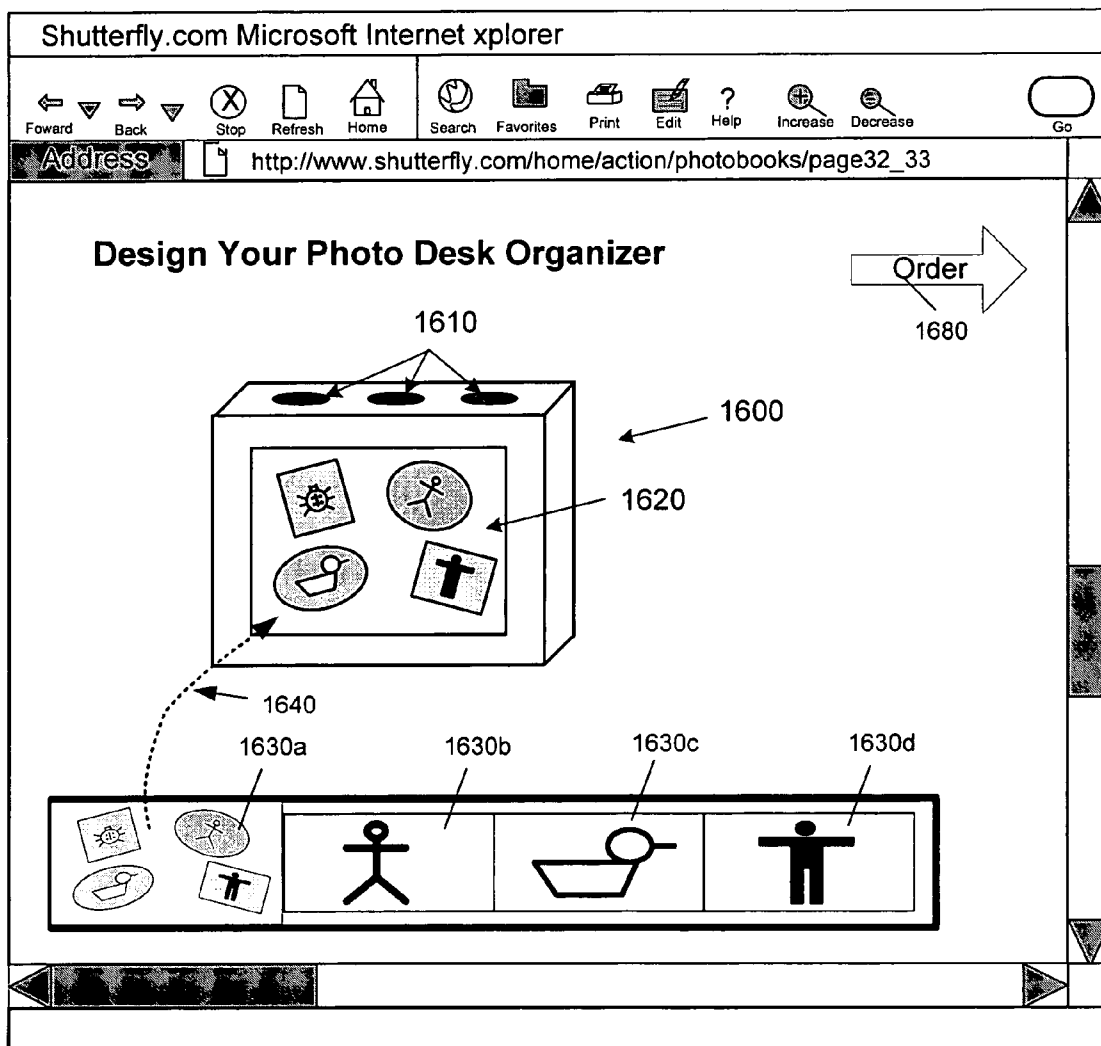 Shutterfly.com Microsoft Internet xplorer
Foward Back Stop Refresh Home Search Favorites Print Edit ? Help Increase Decrease Go
Address http://www.shutterfly.com/home/action/photobooks/page32_33
Design Your Photo Desk Organizer
Order
1680
1610
1600
1620
1640
1630a 1630b 1630c 1630d